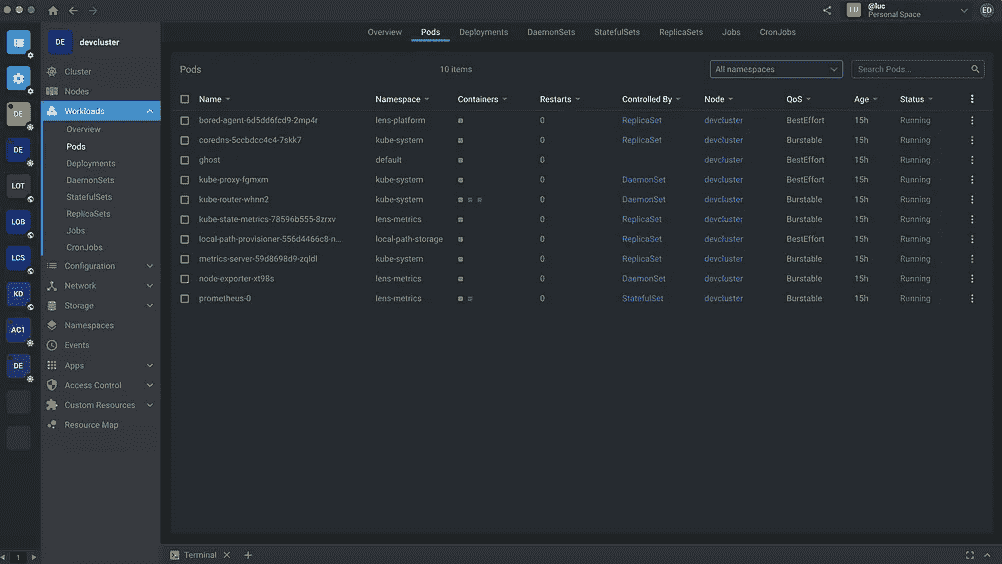 LU
@luc
Personal Space
ED
DE
devcluster
Overview Pods Deployments DaemonSets StatefulSets ReplicaSets Jobs CronJobs
Cluster
Nodes
Workloads
Overview
Pods
Deployments
DaemonSets
StatefulSets
ReplicaSets
Jobs
CronJobs
Configuration
Network
Storage
Namespaces
Events
Apps
Access Control
Custom Resources
Resource Map
DE
DE
LOT
LOB
LCS
KD
AC1
DE
1
Pods 10 items All namespaces Search Pods...
Name Namespace Containers Restarts Controlled By Node QoS Age Status
bored-agent-6d5dd6fcd9-2mp4r lens-platform 0 ReplicaSet devcluster BestEffort 15h Running
coredns-5ccbdcc4c4-7skk7 kube-system 0 ReplicaSet devcluster Burstable 15h Running
ghost default 0 devcluster BestEffort 15h Running
kube-proxy-fgmxm kube-system 0 DaemonSet devcluster BestEffort 15h Running
kube-router-whnn2 kube-system 0 DaemonSet devcluster Burstable 15h Running
kube-state-metrics-78596b555-8zrxv lens-metrics 0 ReplicaSet devcluster Burstable 15h Running
local-path-provisioner-556d4466c8-n... local-path-storage 0 ReplicaSet devcluster BestEffort 15h Running
metrics-server-59d8698d9-zqldl kube-system 0 ReplicaSet devcluster Burstable 15h Running
node-exporter-xt98s lens-metrics 0 DaemonSet devcluster Burstable 15h Running
prometheus-0 lens-metrics 0 StatefulSet devcluster Burstable 15h Running
Terminal